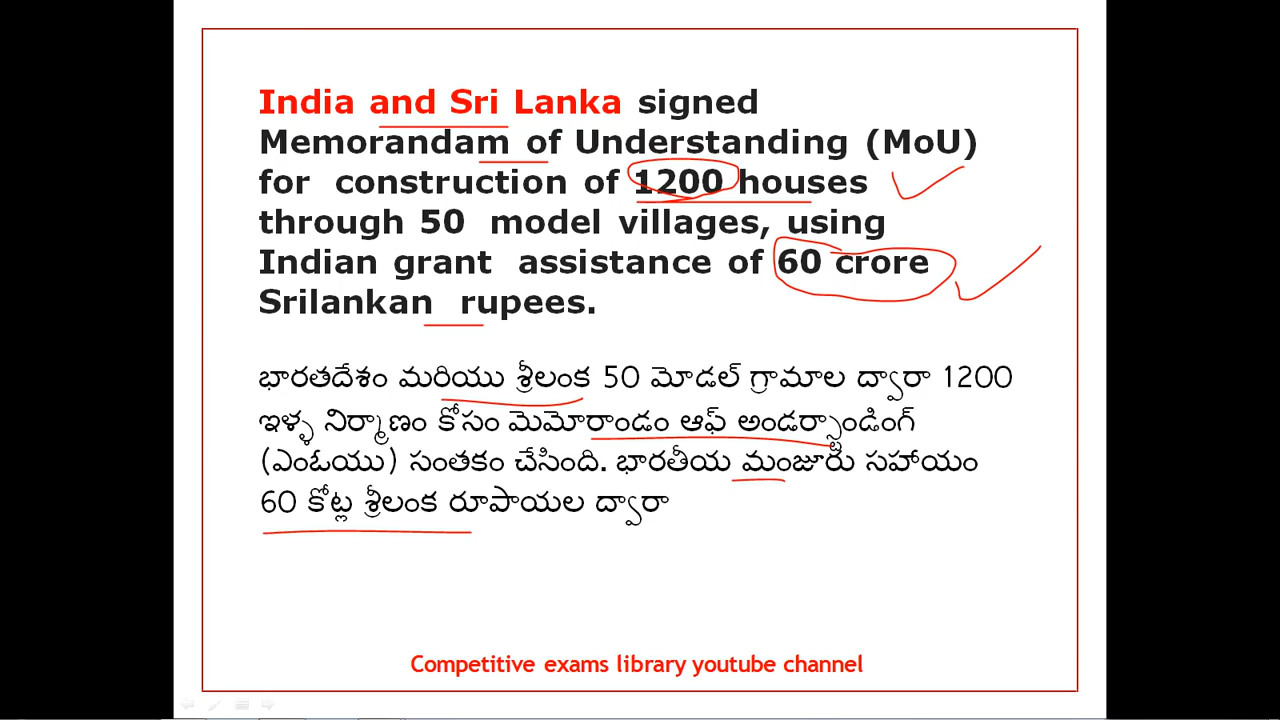 India and Sri Lanka signed
Memorandam of Understanding (MoU)
for construction of 1200 houses
through 50 model villages, using
Indian grant assistance of 60 crore
Srilankan rupees.
భారతదేశం మరియు శ్రీలంక 50 మోడల్ గ్రామాల ద్వారా 1200
ఇళ్ళ నిర్మాణం కోసం మెమోరాండం ఆఫ్ అండర్స్టాండింగ్
(ఎంఓయు) సంతకం చేసింది. భారతీయ మంజూరు సహాయం
60 కోట్ల శ్రీలంక రూపాయల ద్వారా
Competitive exams library youtube channel